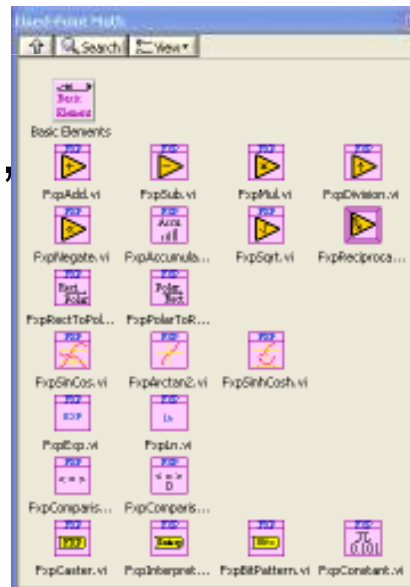 Fixed-Point Math
Search View
Basic Elements
FxpAdd.vi FxpSub.vi FxpMul.vi FxpDivision.vi
FxpNegate.vi FxpAccumula... FxpSqrt.vi FxpReciproca...
FxpRectToPol... FxpPolarToR...
FxpSinCos.vi FxpArctan2.vi FxpSinhCosh.vi
FxpExp.vi FxpLn.vi
FxpComparis... FxpComparis...
FxpCaster.vi FxpInterpret... FxpBitPattern.vi FxpConstant.vi